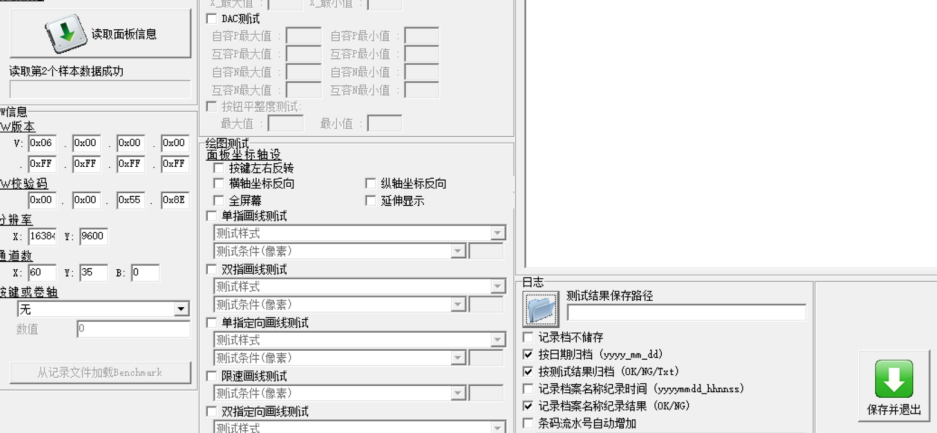 读取面板信息
读取第2个样本数据成功
W信息
W版本
V: 0x06 . 0x00 . 0x00 . 0x00
. 0xFF . 0xFF . 0xFF . 0xFF
W校验码
0x00 . 0x00 . 0x55 . 0x8E
分辨率
X: 16384 Y: 9600
通道数
X: 60 Y: 35 B: 0
按键或卷轴
无
数值 0
从记录文件加载Benchmark
X_最大值 : X_最小值 :
DAC测试
自容P最大值 : 自容P最小值 :
互容P最大值 : 互容P最小值 :
自容N最大值 : 自容N最小值 :
互容N最大值 : 互容N最小值 :
按钮平整度测试:
最大值 : 最小值 :
绘图测试
面板坐标轴设
按键左右反转
横轴坐标反向 纵轴坐标反向
全屏幕 延伸显示
单指画线测试
测试样式
测试条件(像素)
双指画线测试
测试样式
测试条件(像素)
单指定向画线测试
测试样式
测试条件(像素)
限速画线测试
测试条件(像素)
双指定向画线测试
测试样式
日志
测试结果保存路径
记录档不储存
按日期归档 (yyyy_mm_dd)
按测试结果归档 (OK/NG/Txt)
记录档案名称纪录时间 (yyyymmdd_hhnnss)
记录档案名称纪录结果 (OK/NG)
条码流水号自动增加
保存并退出